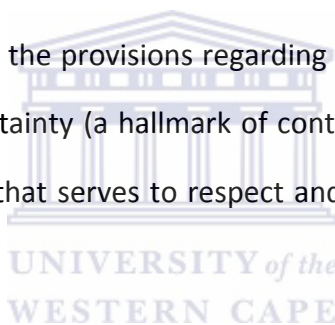 the provisions regarding
tainty (a hallmark of cont
that serves to respect and
UNIVERSITY of the
WESTERN CAPE